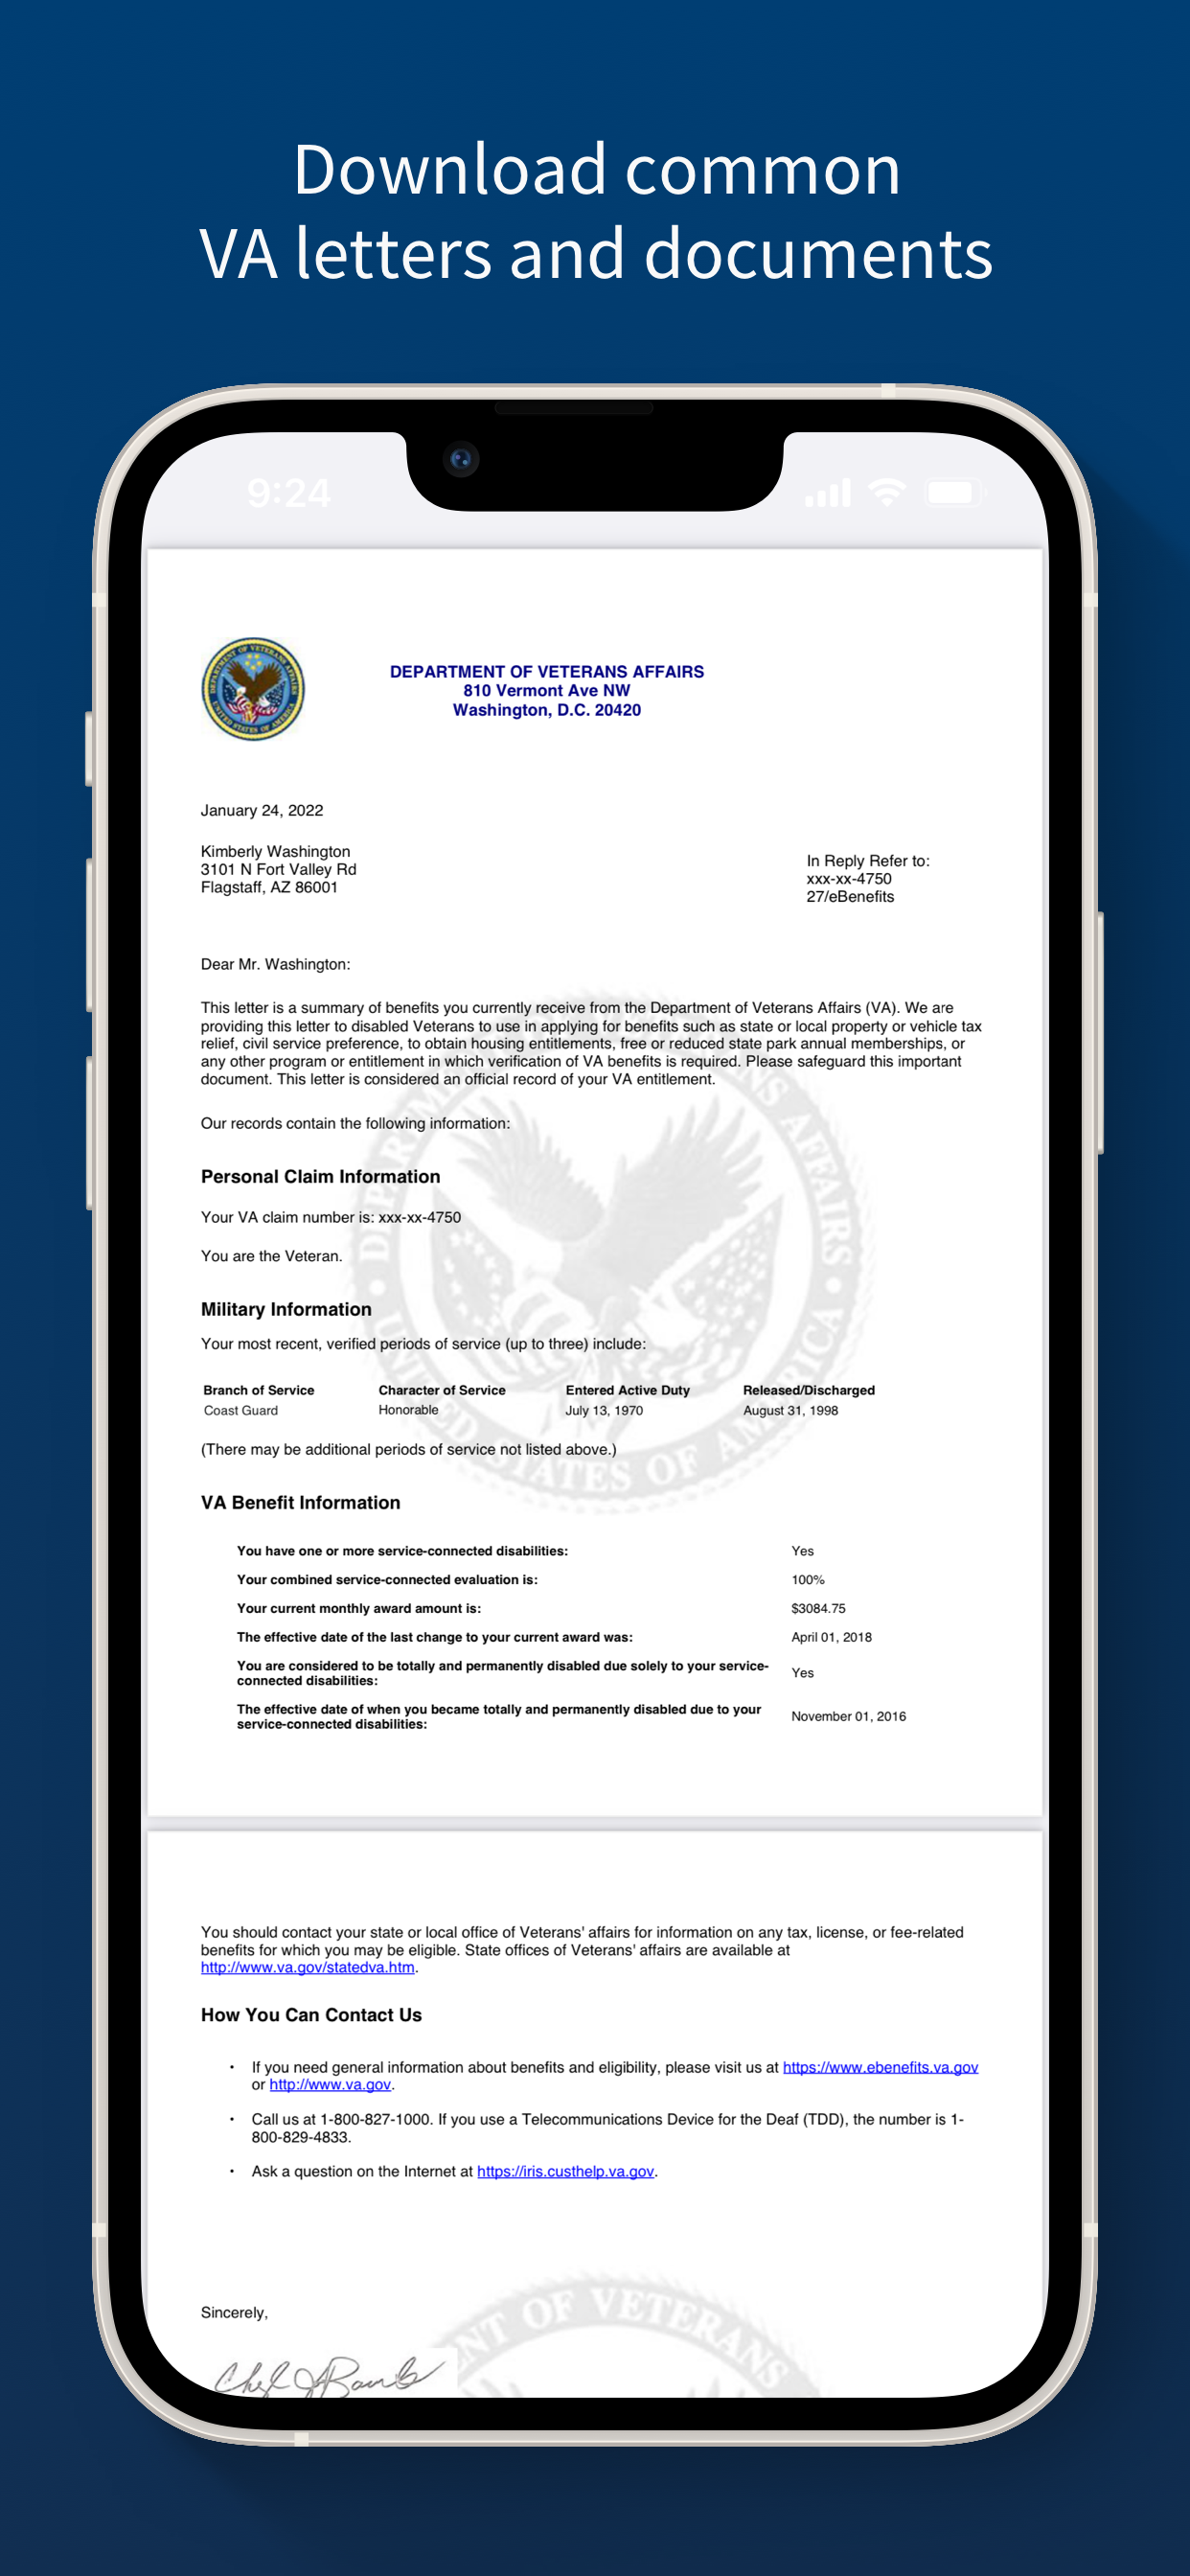 Download common
VA letters and documents
9:24
DEPARTMENT OF VETERANS AFFAIRS
UNITED STATES OF AMERICA
DEPARTMENT OF VETERANS AFFAIRS
810 Vermont Ave NW
Washington, D.C. 20420
January 24, 2022
Kimberly Washington
3101 N Fort Valley Rd
Flagstaff, AZ 86001
In Reply Refer to:
xxx-xx-4750
27/eBenefits
Dear Mr. Washington:
This letter is a summary of benefits you currently receive from the Department of Veterans Affairs (VA). We are
providing this letter to disabled Veterans to use in applying for benefits such as state or local property or vehicle tax
relief, civil service preference, to obtain housing entitlements, free or reduced state park annual memberships, or
any other program or entitlement in which verification of VA benefits is required. Please safeguard this important
document. This letter is considered an official record of your VA entitlement.
Our records contain the following information:
Personal Claim Information
Your VA claim number is: xxx-xx-4750
You are the Veteran.
Military Information
Your most recent, verified periods of service (up to three) include:
Branch of Service Character of Service Entered Active Duty Released/Discharged
Coast Guard Honorable July 13, 1970 August 31, 1998
(There may be additional periods of service not listed above.)
DEPARTMENT OF VETERANS AFFAIRS
UNITED STATES OF AMERICA
VA Benefit Information
You have one or more service-connected disabilities: Yes
Your combined service-connected evaluation is: 100%
Your current monthly award amount is: $3084.75
The effective date of the last change to your current award was: April 01, 2018
You are considered to be totally and permanently disabled due solely to your service-
connected disabilities: Yes
The effective date of when you became totally and permanently disabled due to your
service-connected disabilities: November 01, 2016
You should contact your state or local office of Veterans' affairs for information on any tax, license, or fee-related
benefits for which you may be eligible. State offices of Veterans' affairs are available at
http://www.va.gov/statedva.htm.
How You Can Contact Us
• If you need general information about benefits and eligibility, please visit us at https://www.ebenefits.va.gov
or http://www.va.gov.
• Call us at 1-800-827-1000. If you use a Telecommunications Device for the Deaf (TDD), the number is 1-
800-829-4833.
• Ask a question on the Internet at https://iris.custhelp.va.gov.
Sincerely,
NT OF VETERANS